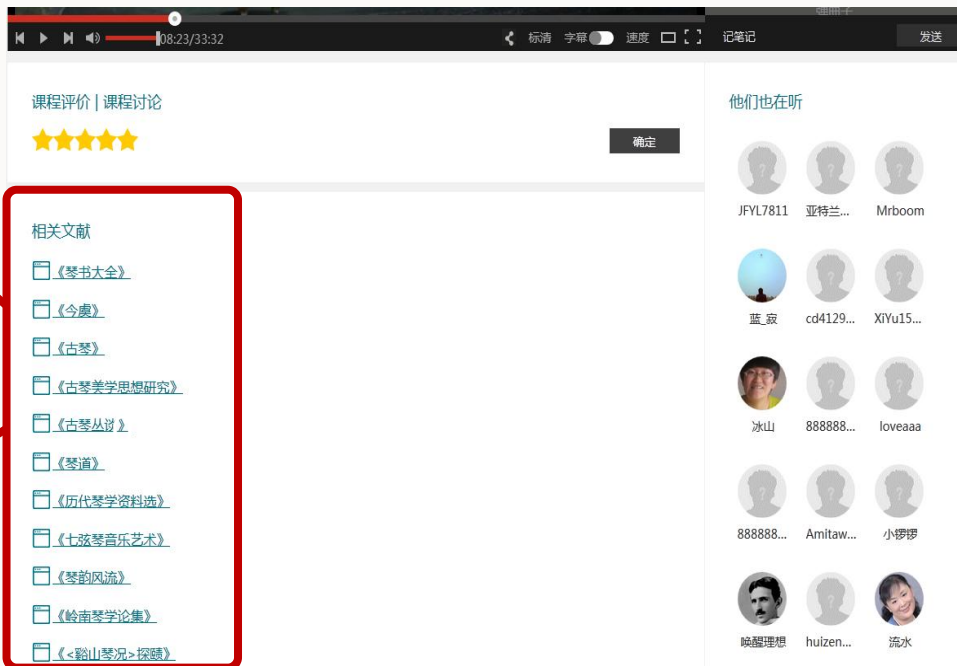 08:23/33:32
标清 字幕 速度
记笔记
发送
课程评价 | 课程讨论
确定
相关文献
《琴书大全》
《今虞》
《古琴》
《古琴美学思想研究》
《古琴丛谈》
《琴道》
《历代琴学资料选》
《七弦琴音乐艺术》
《琴韵风流》
《岭南琴学论集》
《<谿山琴况>探赜》
他们也在听
JFYL7811 亚特兰... Mrboom
蓝_寂 cd4129... XiYu15...
冰山 888888... loveaaa
888888... Amitaw... 小锣锣
唤醒理想 huizen... 流水